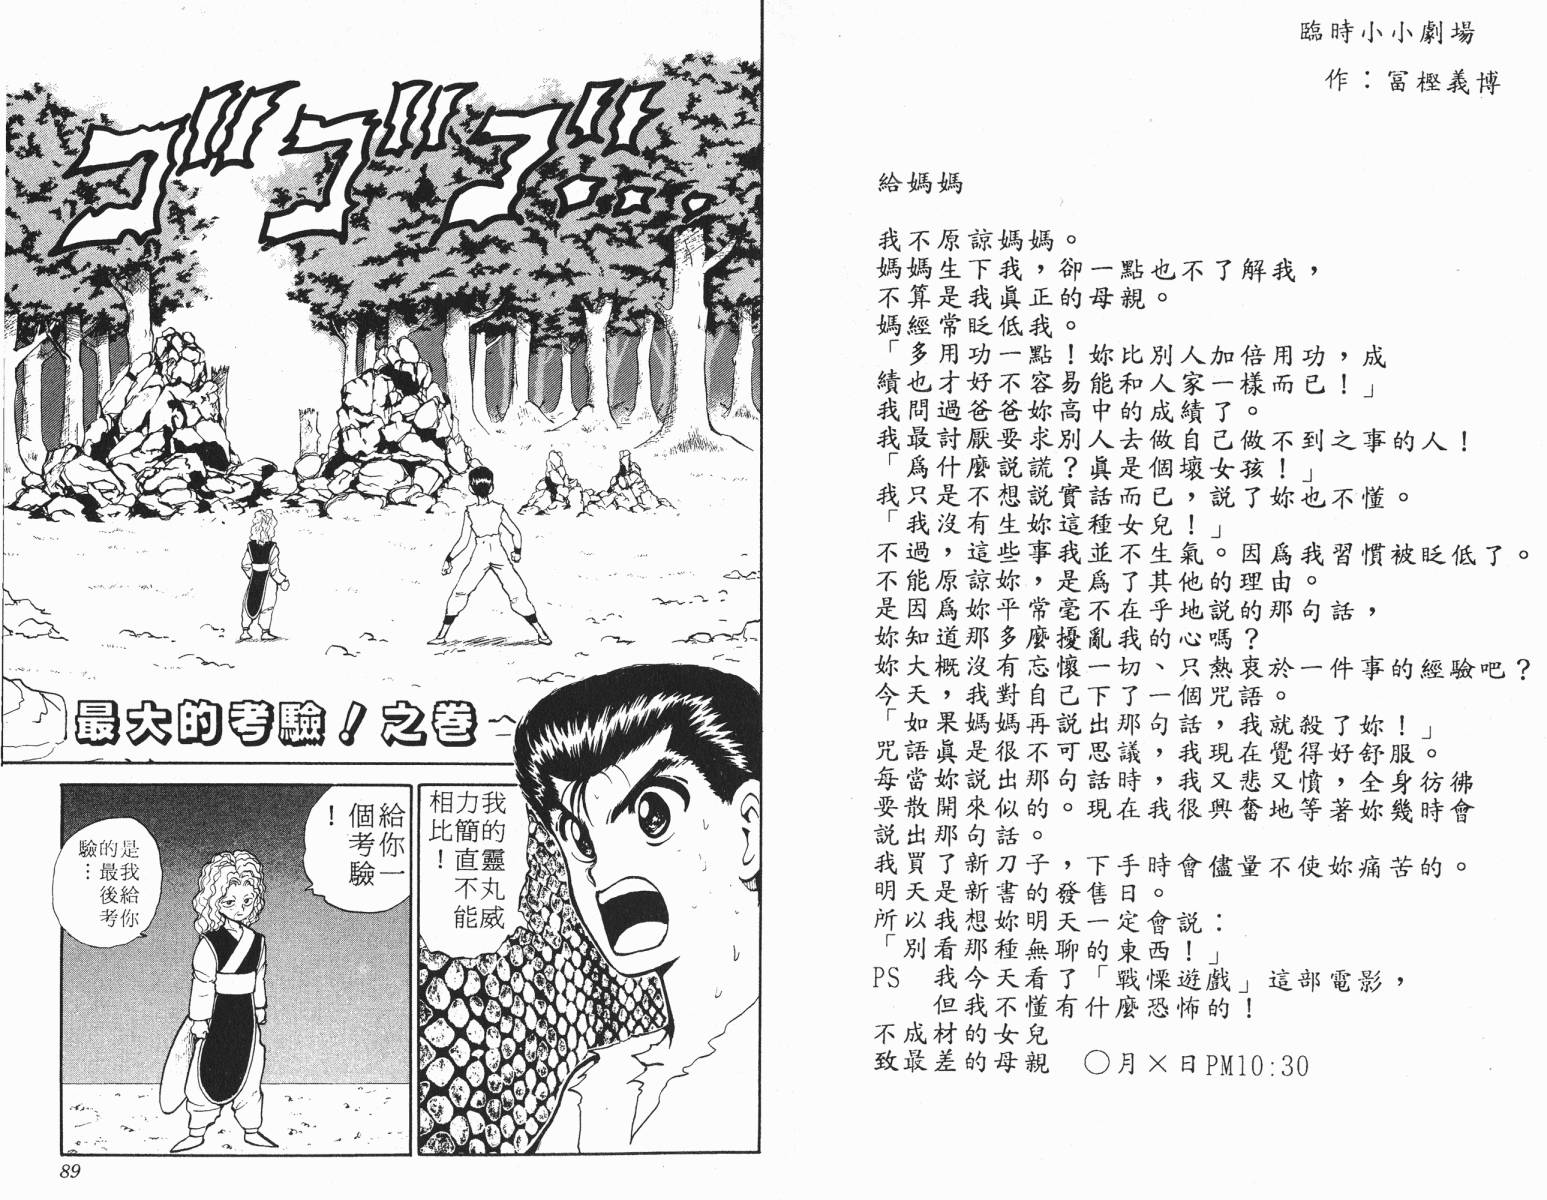 臨時小小劇場
作：冨樫義博
給媽媽
我不原諒媽媽。
媽媽生下我，卻一點也不了解我，
不算是我眞正的母親。
媽經常貶低我。
「多用功一點！妳比別人加倍用功，成
績也才好不容易能和人家一樣而已！」
我問過爸爸妳高中的成績了。
我最討厭要求別人去做自己做不到之事的人！
「爲什麼説謊？眞是個壞女孩！」
我只是不想説實話而已，説了妳也不懂。
「我沒有生妳這種女兒！」
不過，這些事我並不生氣。因爲我習慣被貶低了。
不能原諒妳，是爲了其他的理由。
是因爲妳平常毫不在乎地説的那句話，
妳知道那多麼擾亂我的心嗎？
妳大概沒有忘懷一切、只熱衷於一件事的經驗吧？
今天，我對自己下了一個咒語。
「如果媽媽再説出那句話，我就殺了妳！」
咒語眞是很不可思議，我現在覺得好舒服。
每當妳説出那句話時，我又悲又憤，全身彷彿
要散開來似的。現在我很興奮地等著妳幾時會
説出那句話。
我買了新刀子，下手時會儘量不使妳痛苦的。
明天是新書的發售日。
所以我想妳明天一定會説：
「別看那種無聊的東西！」
PS 我今天看了「戰慄遊戲」這部電影，
但我不懂有什麼恐怖的！
不成材的女兒
致最差的母親 ○月×日PM10:30
ゴゴゴ...
最大的考驗！之卷
我的靈丸威
力簡直不能
相比！
給你一
個考驗
！
是我給你
的最後考
驗…
89